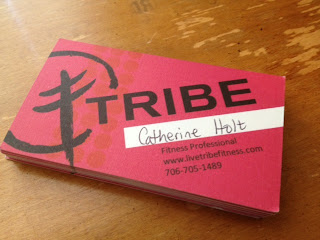 TRIBE
Catherine Holt
Fitness Professional
www.livetribefitness.com
706-705-1489